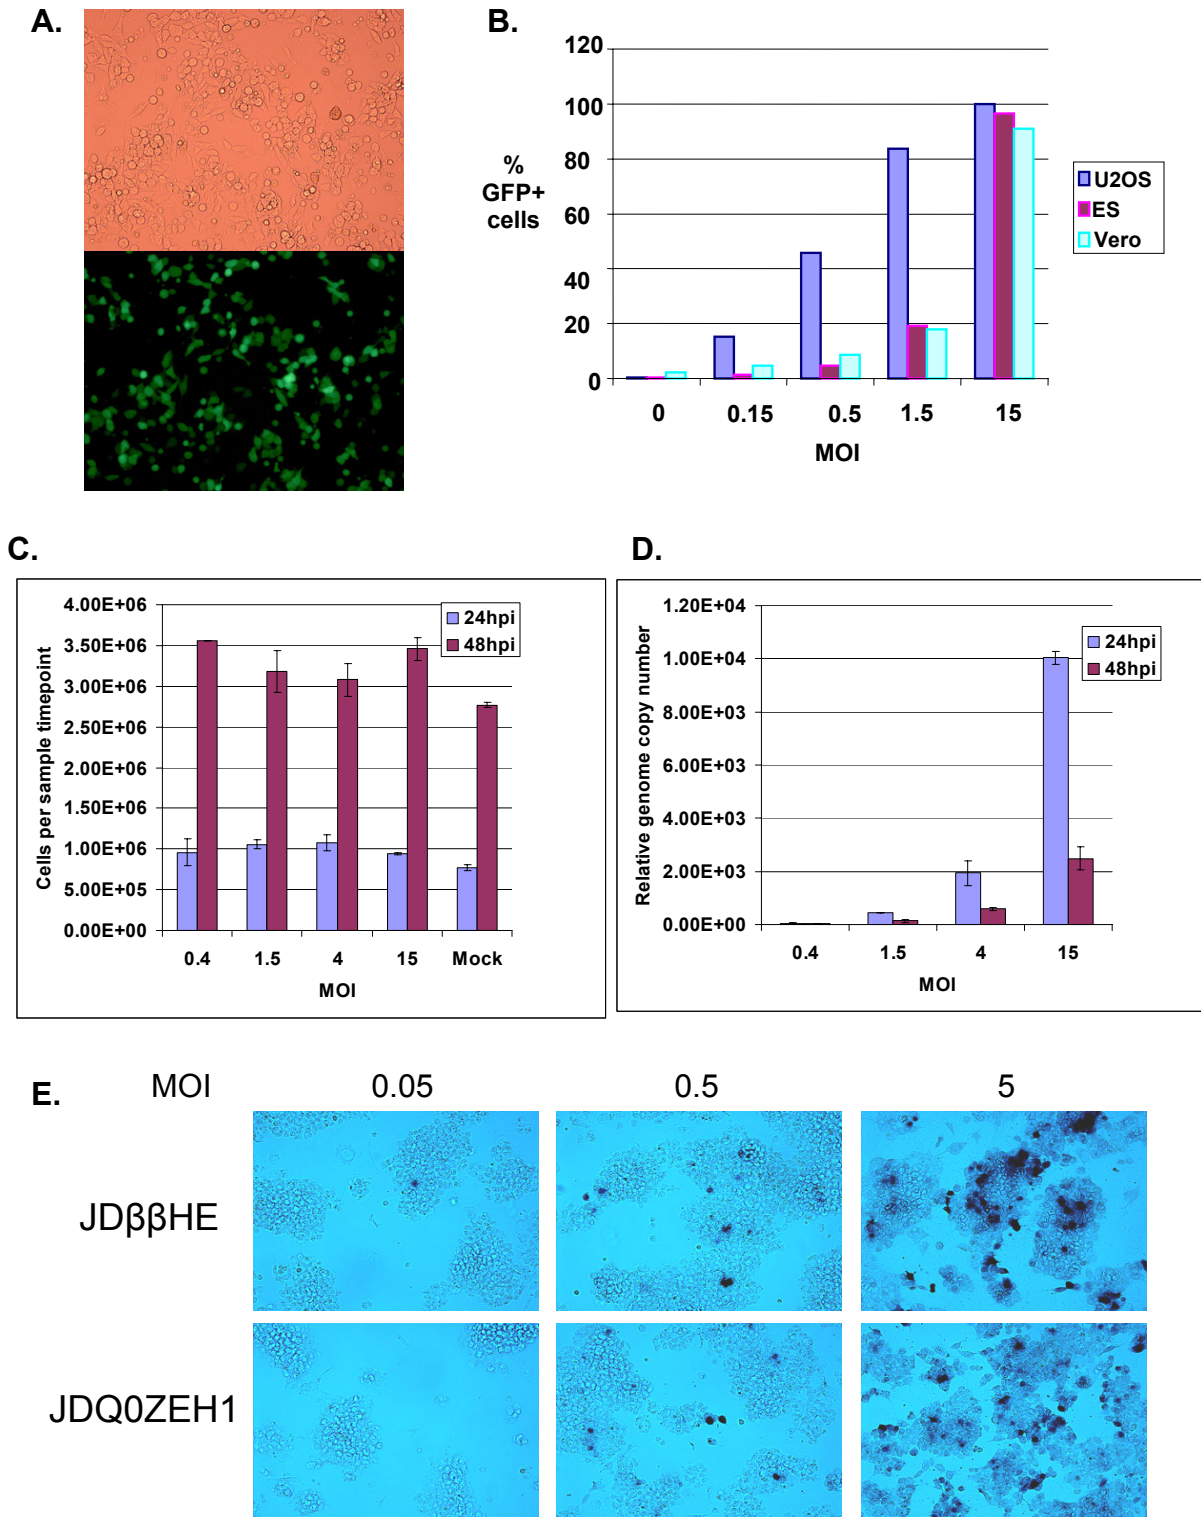 A.
B.
120
100
80
60
40
20
0
%
GFP+
cells
0 0.15 0.5 1.5 15
MOI
U2OS
ES
Vero
C.
4.00E+06
3.50E+06
3.00E+06
2.50E+06
2.00E+06
1.50E+06
1.00E+06
5.00E+05
0.00E+00
Cells per sample timepoint
24hpi
48hpi
0.4 1.5 4 15 Mock
MOI
D.
1.20E+04
1.00E+04
8.00E+03
6.00E+03
4.00E+03
2.00E+03
0.00E+00
Relative genome copy number
24hpi
48hpi
0.4 1.5 4 15
MOI
E.
MOI 0.05 0.5 5
JDββHE
JDQ0ZEH1